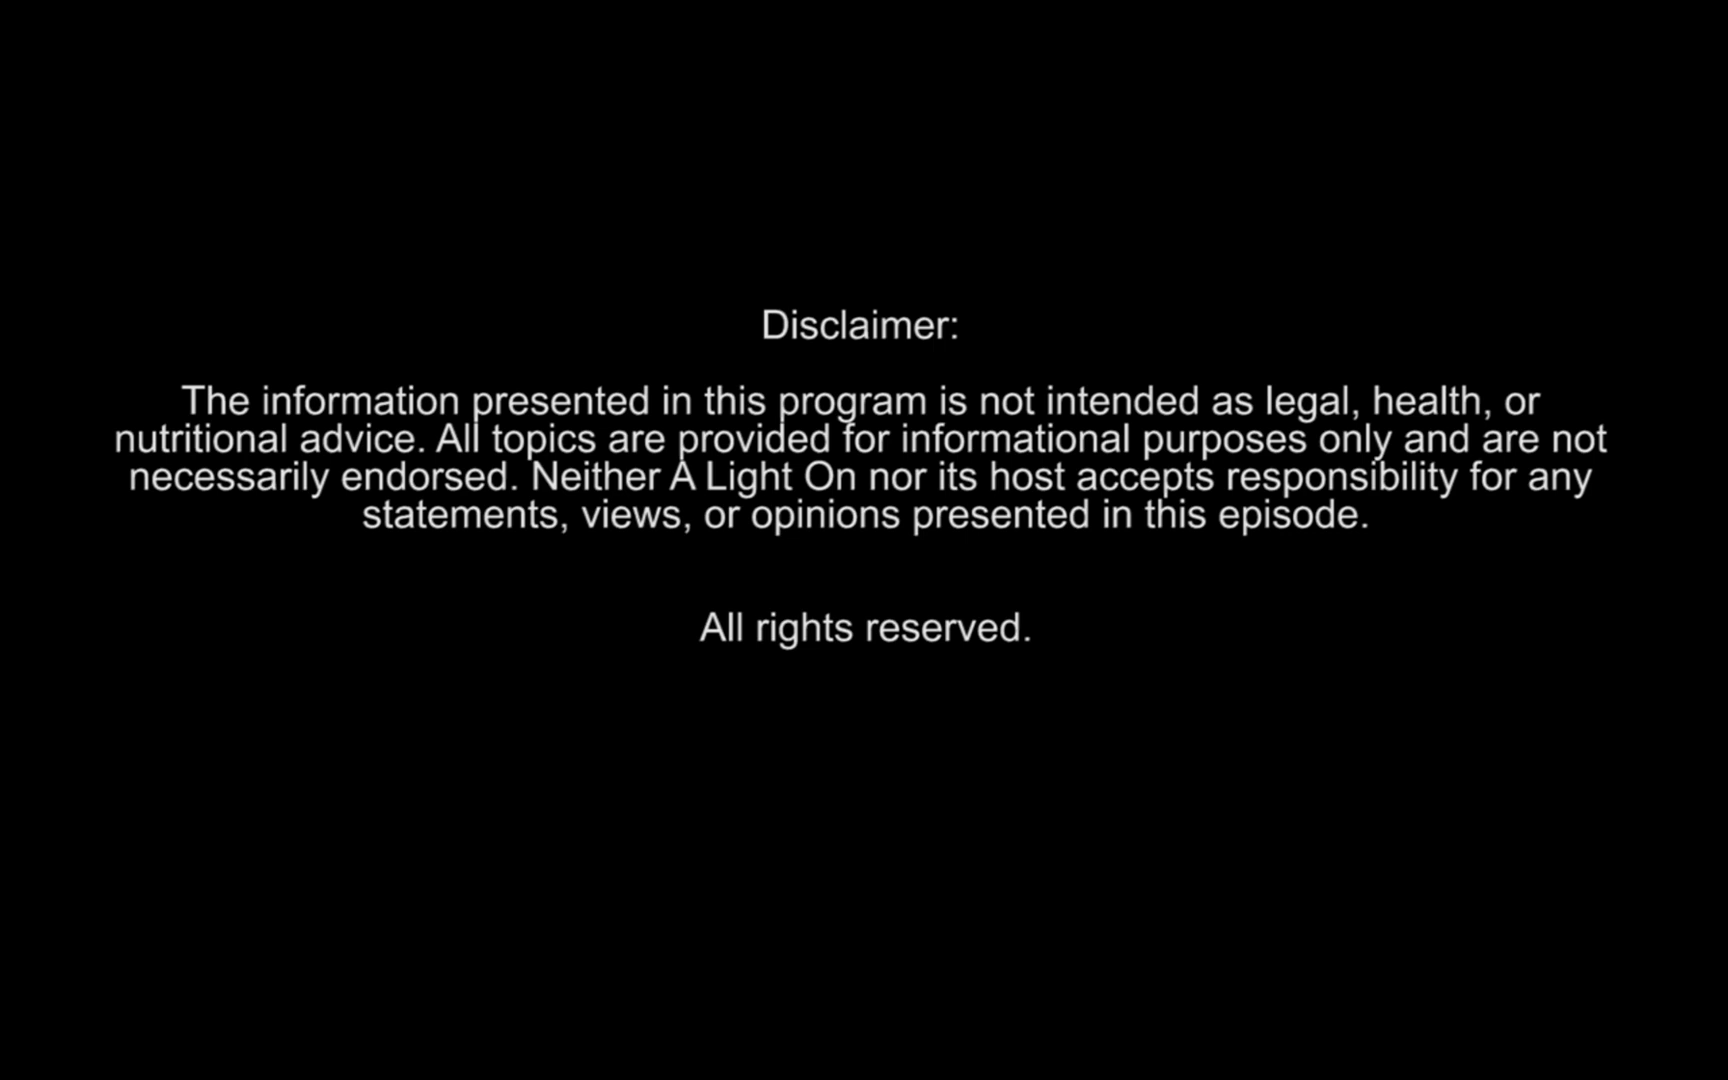 Disclaimer:
The information presented in this program is not intended as legal, health, or
nutritional advice. All topics are provided for informational purposes only and are not
necessarily endorsed. Neither A Light On nor its host accepts responsibility for any
statements, views, or opinions presented in this episode.
All rights reserved.